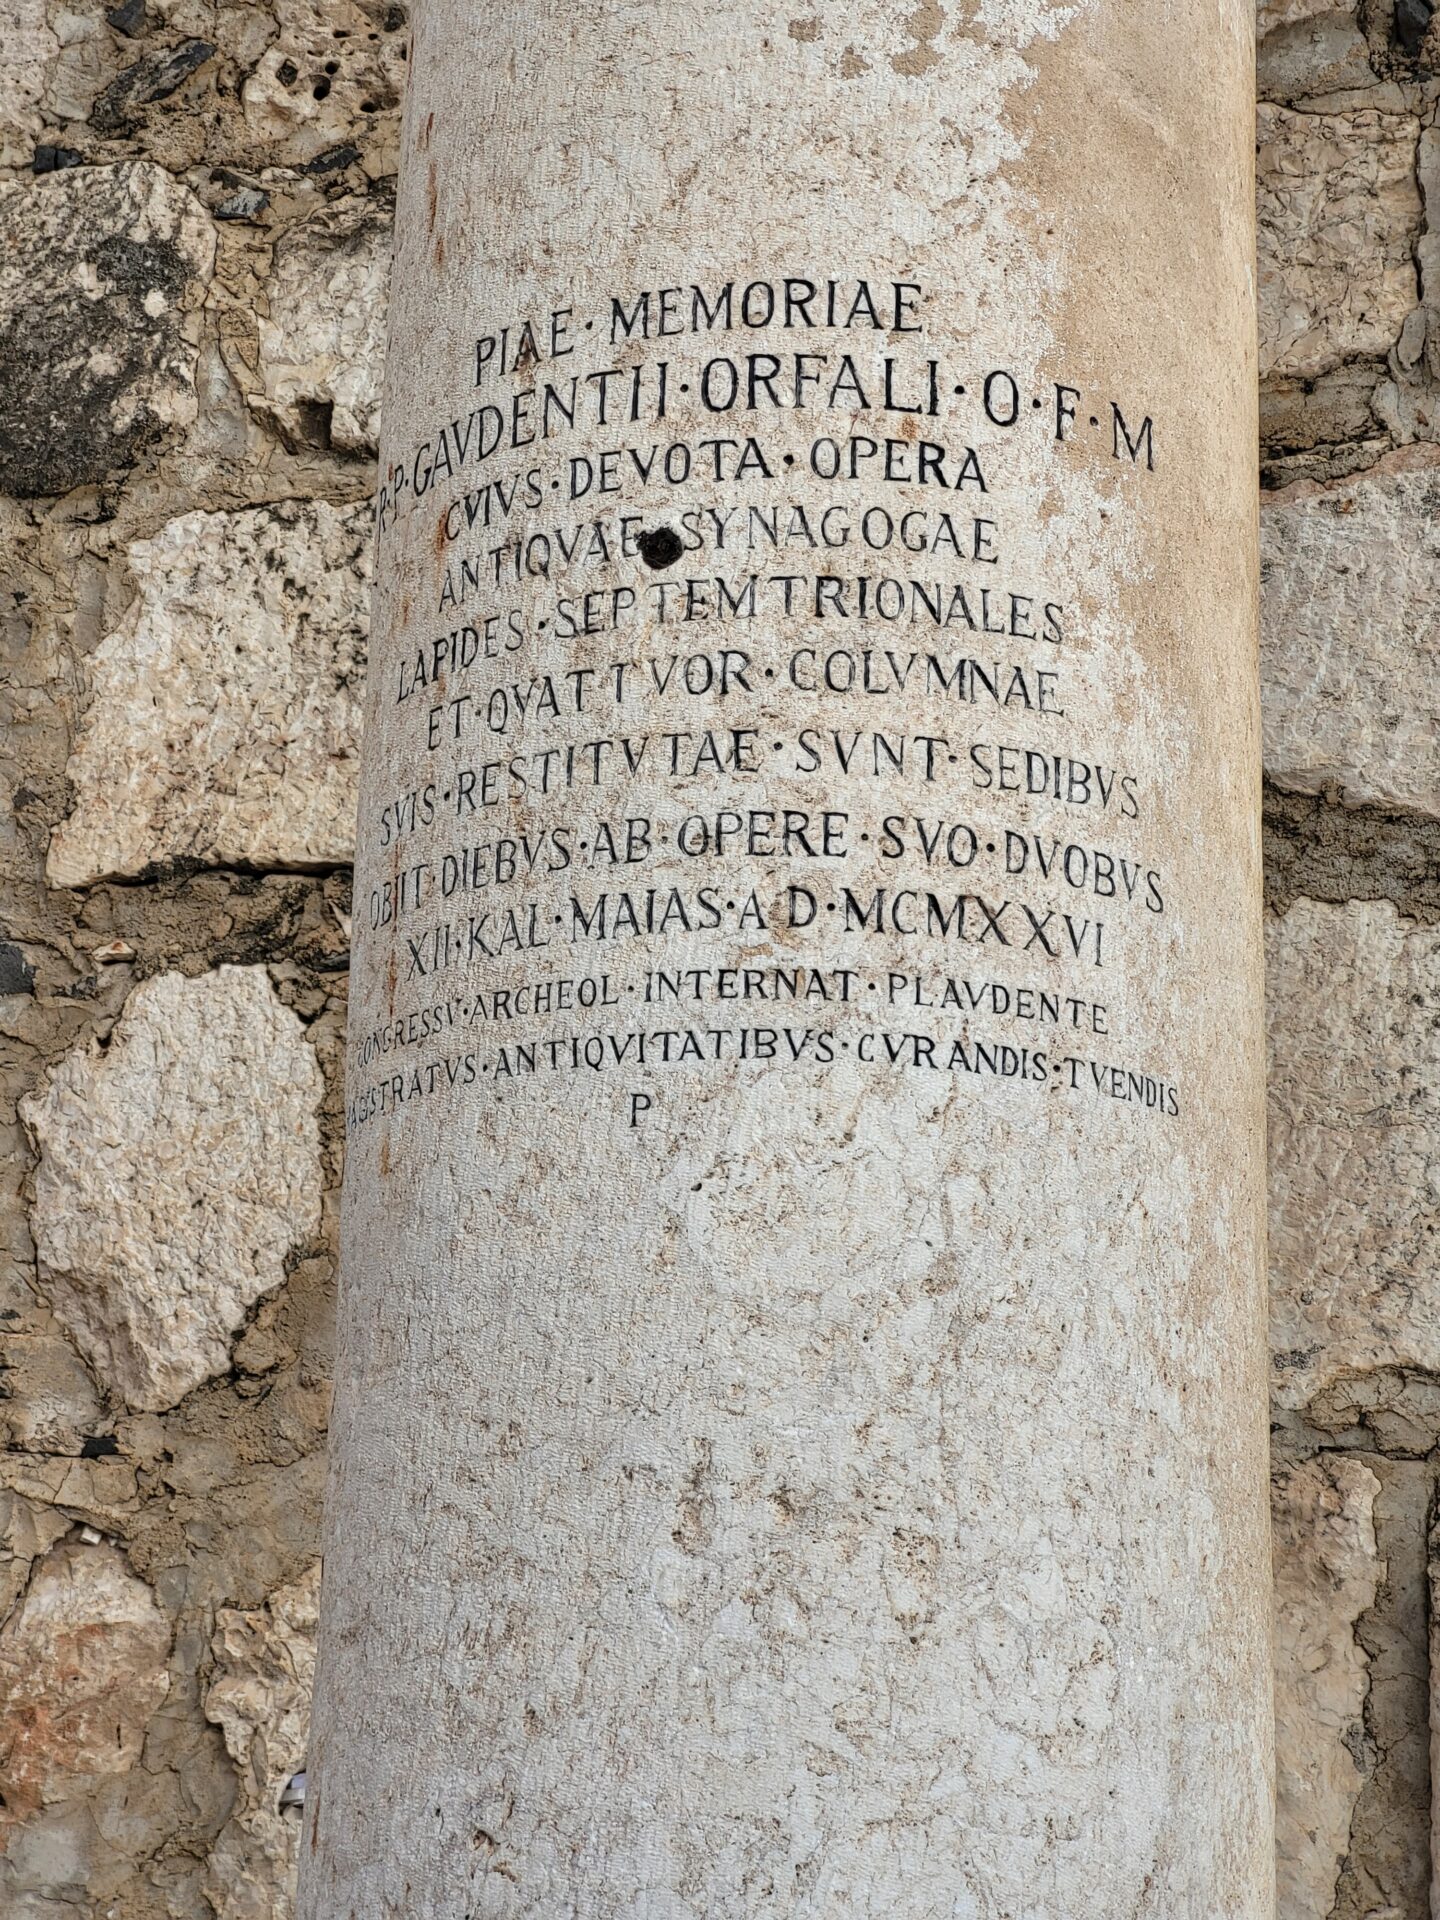 PIAE · MEMORIAE
R · P · GAVDENTII · ORFALI · O · F · M
CVIVS · DEVOTA · OPERA
ANTIQVAE SYNAGOGAE
LAPIDES · SEPTEMTRIONALES
ET · QVATTVOR · COLVMNAE
SVIS · RESTITVTAE · SVNT · SEDIBVS
OBIIT · DIEBVS · AB · OPERE · SVO · DVOBVS
XII · KAL · MAIAS · A D · MCMXXVI
CONGRESSV · ARCHEOL · INTERNAT · PLAVDENTE
MAGISTRATVS · ANTIQVITATIBVS · CVRANDIS · TVENDIS
P